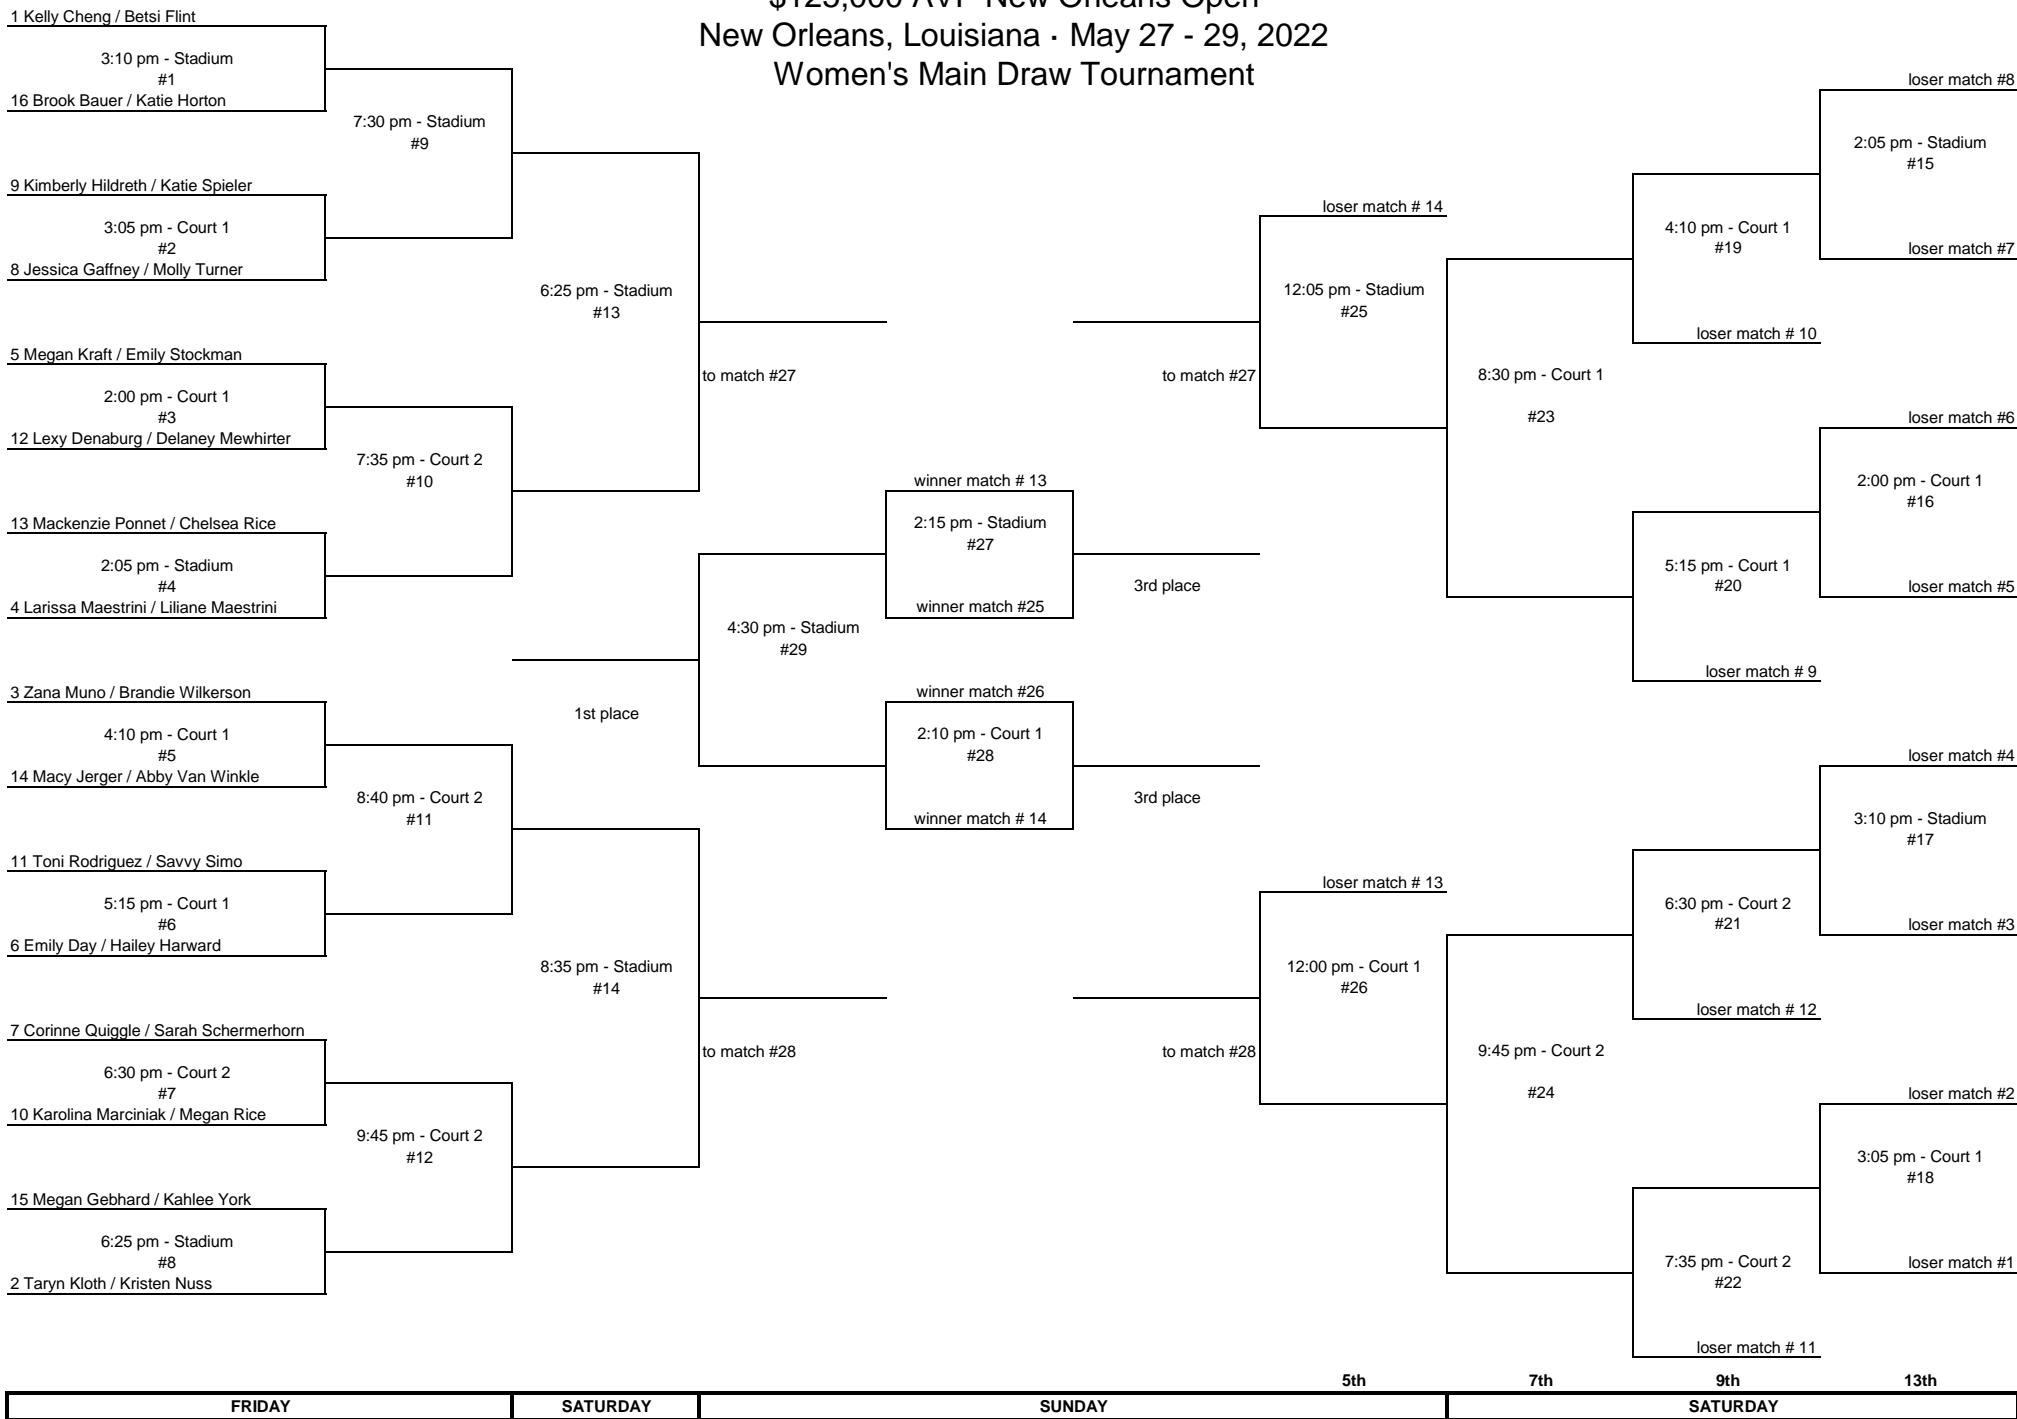 $125,000 AVP New Orleans Open
New Orleans, Louisiana · May 27 - 29, 2022
Women's Main Draw Tournament
1 Kelly Cheng / Betsi Flint
3:10 pm - Stadium
#1
16 Brook Bauer / Katie Horton
7:30 pm - Stadium
#9
9 Kimberly Hildreth / Katie Spieler
3:05 pm - Court 1
#2
8 Jessica Gaffney / Molly Turner
6:25 pm - Stadium
#13
5 Megan Kraft / Emily Stockman
2:00 pm - Court 1
#3
12 Lexy Denaburg / Delaney Mewhirter
7:35 pm - Court 2
#10
13 Mackenzie Ponnet / Chelsea Rice
2:05 pm - Stadium
#4
4 Larissa Maestrini / Liliane Maestrini
to match #27
3 Zana Muno / Brandie Wilkerson
4:10 pm - Court 1
#5
14 Macy Jerger / Abby Van Winkle
8:40 pm - Court 2
#11
11 Toni Rodriguez / Savvy Simo
5:15 pm - Court 1
#6
6 Emily Day / Hailey Harward
8:35 pm - Stadium
#14
7 Corinne Quiggle / Sarah Schermerhorn
6:30 pm - Court 2
#7
10 Karolina Marciniak / Megan Rice
9:45 pm - Court 2
#12
15 Megan Gebhard / Kahlee York
6:25 pm - Stadium
#8
2 Taryn Kloth / Kristen Nuss
to match #28
1st place
4:30 pm - Stadium
#29
winner match # 13
2:15 pm - Stadium
#27
winner match #25
3rd place
winner match #26
2:10 pm - Court 1
#28
winner match # 14
3rd place
loser match # 14
12:05 pm - Stadium
#25
to match #27
8:30 pm - Court 1
#23
loser match #8
2:05 pm - Stadium
#15
loser match #7
4:10 pm - Court 1
#19
loser match # 10
loser match #6
2:00 pm - Court 1
#16
loser match #5
5:15 pm - Court 1
#20
loser match # 9
loser match # 13
12:00 pm - Court 1
#26
to match #28
9:45 pm - Court 2
#24
loser match #4
3:10 pm - Stadium
#17
loser match #3
6:30 pm - Court 2
#21
loser match # 12
loser match #2
3:05 pm - Court 1
#18
loser match #1
7:35 pm - Court 2
#22
loser match # 11
5th 7th 9th 13th
FRIDAY SATURDAY SUNDAY SATURDAY